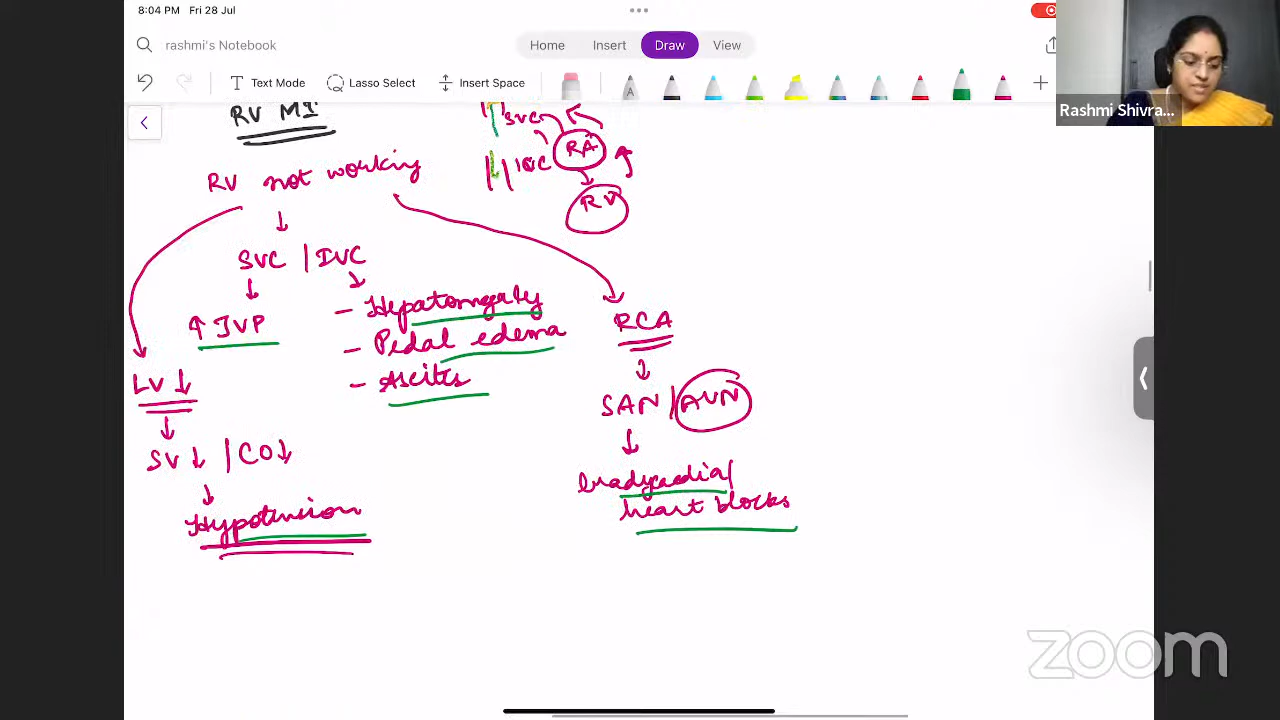 8:04 PM Fri 28 Jul
rashmi's Notebook
Home Insert Draw View
Text Mode Lasso Select Insert Space
Rashmi Shivra...
RV MI
SVC
RA
IVC
RV
RV not working
SVC | IVC
↑ JVP
- Hepatomegaly
- Pedal edema
- Ascites
LV ↓
SV ↓ | CO ↓
Hypotension
RCA
SAN | AVN
bradycardia/
heart blocks
zoom